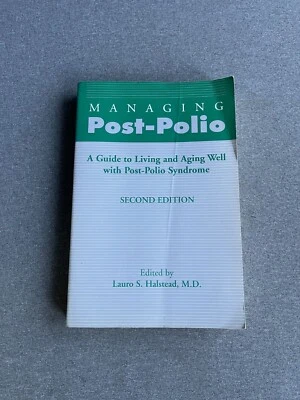 MANAGING
Post-Polio
A Guide to Living and Aging Well
with Post-Polio Syndrome
SECOND EDITION
Edited by
Lauro S. Halstead, M.D.